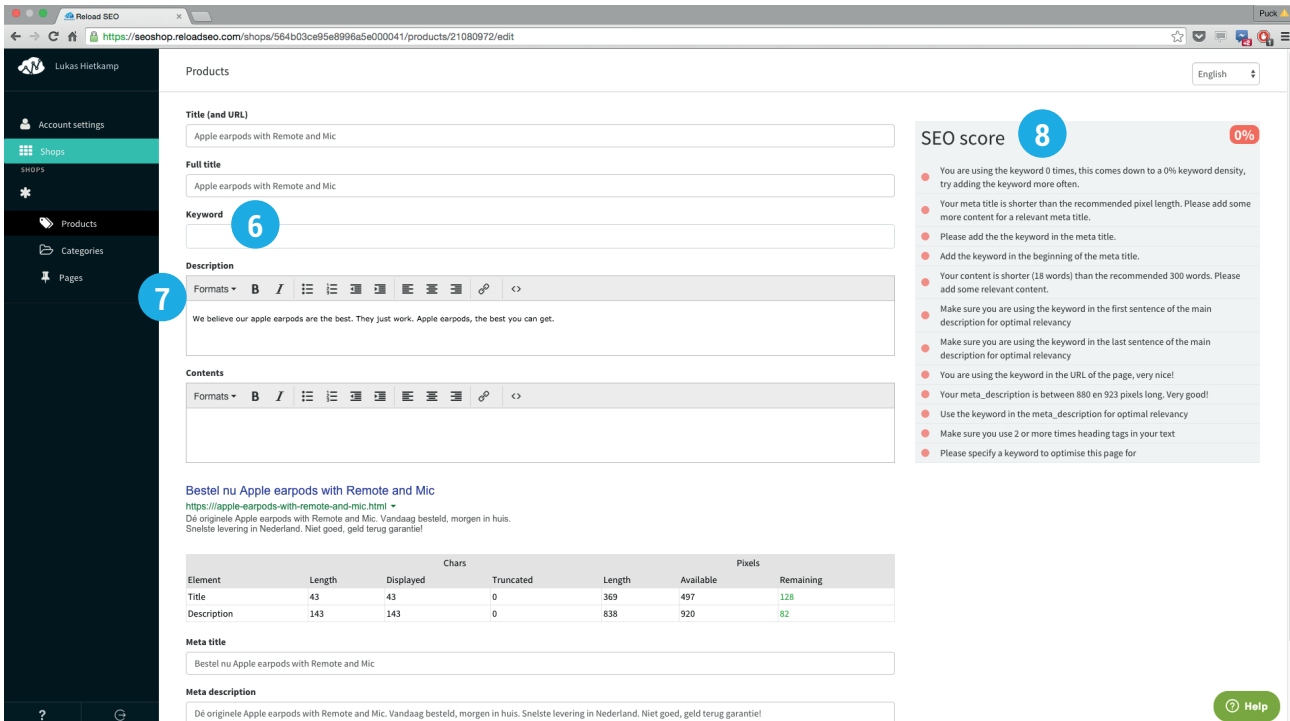 Reload SEO
Puck
https://seoshop.reloadseo.com/shops/564b03ce95e8996a5e000041/products/21080972/edit
Lukas Hietkamp
Products
English
Account settings
Shops
SHOPS
Products
Categories
Pages
Title (and URL)
Apple earpods with Remote and Mic
Full title
Apple earpods with Remote and Mic
Keyword
6
Description
7
Formats B I
We believe our apple earpods are the best. They just work. Apple earpods, the best you can get.
Contents
Formats B I
SEO score
8
0%
You are using the keyword 0 times, this comes down to a 0% keyword density,
try adding the keyword more often.
Your meta title is shorter than the recommended pixel length. Please add some
more content for a relevant meta title.
Please add the the keyword in the meta title.
Add the keyword in the beginning of the meta title.
Your content is shorter (18 words) than the recommended 300 words. Please
add some relevant content.
Make sure you are using the keyword in the first sentence of the main
description for optimal relevancy
Make sure you are using the keyword in the last sentence of the main
description for optimal relevancy
You are using the keyword in the URL of the page, very nice!
Your meta_description is between 880 en 923 pixels long. Very good!
Use the keyword in the meta_description for optimal relevancy
Make sure you use 2 or more times heading tags in your text
Please specify a keyword to optimise this page for
Bestel nu Apple earpods with Remote and Mic
https:///apple-earpods-with-remote-and-mic.html
Dé originele Apple earpods with Remote and Mic. Vandaag besteld, morgen in huis.
Snelste levering in Nederland. Niet goed, geld terug garantie!
Chars Pixels
Element Length Displayed Truncated Length Available Remaining
Title 43 43 0 369 497 128
Description 143 143 0 838 920 82
Meta title
Bestel nu Apple earpods with Remote and Mic
Meta description
Dé originele Apple earpods with Remote and Mic. Vandaag besteld, morgen in huis. Snelste levering in Nederland. Niet goed, geld terug garantie!
?
Help